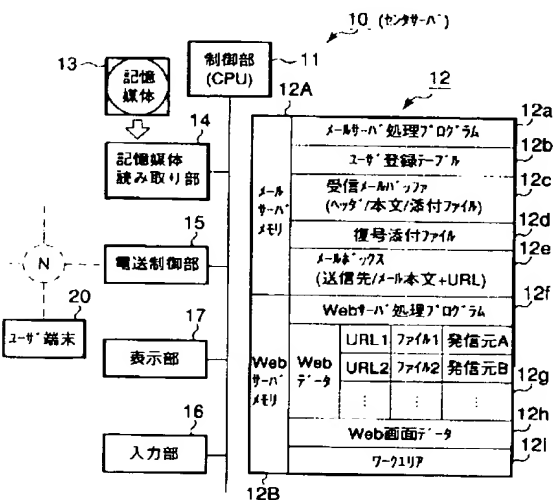 10 (ｾﾝﾀｻｰﾊﾞ)
13
記憶
媒体
制御部
(CPU)
11
12
12A
12a
ﾒｰﾙｻｰﾊﾞ処理ﾌﾟﾛｸﾞﾗﾑ
12b
ﾕｰｻﾞ登録ﾃｰﾌﾞﾙ
12c
受信ﾒｰﾙﾊﾞｯﾌｧ
(ﾍｯﾀﾞ/本文/添付ﾌｧｲﾙ)
12d
復号添付ﾌｧｲﾙ
12e
ﾒｰﾙﾎﾞｯｸｽ
(送信先/ﾒｰﾙ本文+URL)
12f
ﾒｰﾙ
ｻｰﾊﾞ
ﾒﾓﾘ
14
記憶媒体
読み取り部
15
電送制御部
N
20
ﾕｰｻﾞ端末
17
表示部
16
入力部
Webｻｰﾊﾞ処理ﾌﾟﾛｸﾞﾗﾑ
Web
ｻｰﾊﾞ
ﾒﾓﾘ
Web
ﾃﾞｰﾀ
URL1 ﾌｧｲﾙ1 発信元A
URL2 ﾌｧｲﾙ2 発信元B
⋮ ⋮ ⋮
12g
12h
Web画面ﾃﾞｰﾀ
12i
ﾜｰｸｴﾘｱ
12B